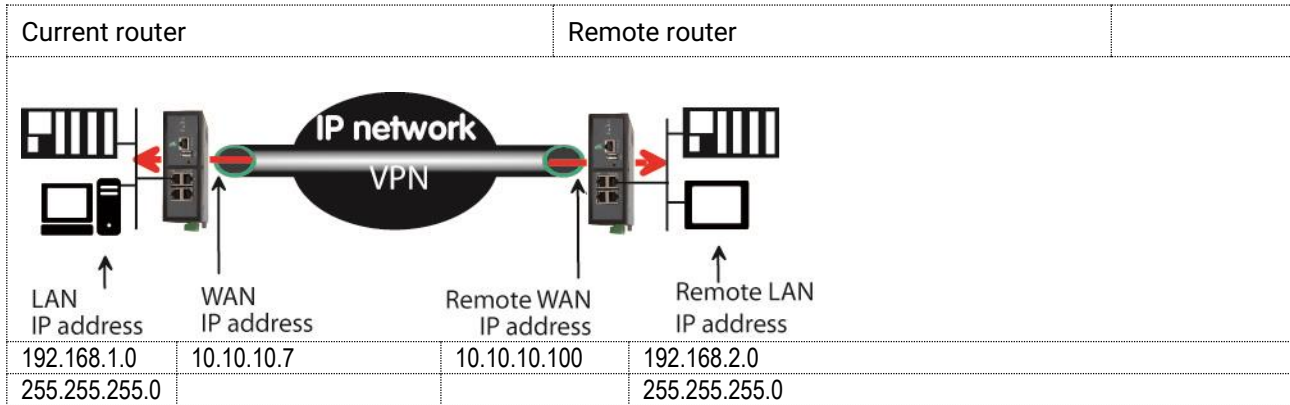 Current router
Remote router
IP network
VPN
LAN
IP address
WAN
IP address
Remote WAN
IP address
Remote LAN
IP address
192.168.1.0 10.10.10.7 10.10.10.100 192.168.2.0
255.255.255.0 255.255.255.0